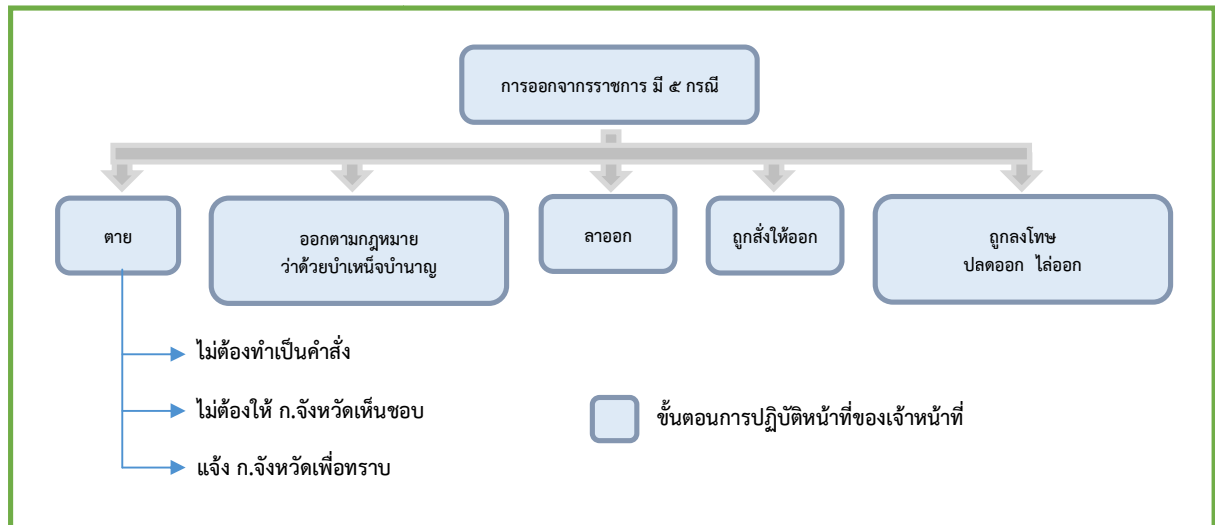 การออกจากรราชการ มี ๕ กรณี
ตาย
ออกตามกฎหมาย
ว่าด้วยบำเหน็จบำนาญ
ลาออก
ถูกสั่งให้ออก
ถูกลงโทษ
ปลดออก ไล่ออก
ไม่ต้องทำเป็นคำสั่ง
ไม่ต้องให้ ก.จังหวัดเห็นชอบ
แจ้ง ก.จังหวัดเพื่อทราบ
ขั้นตอนการปฏิบัติหน้าที่ของเจ้าหน้าที่